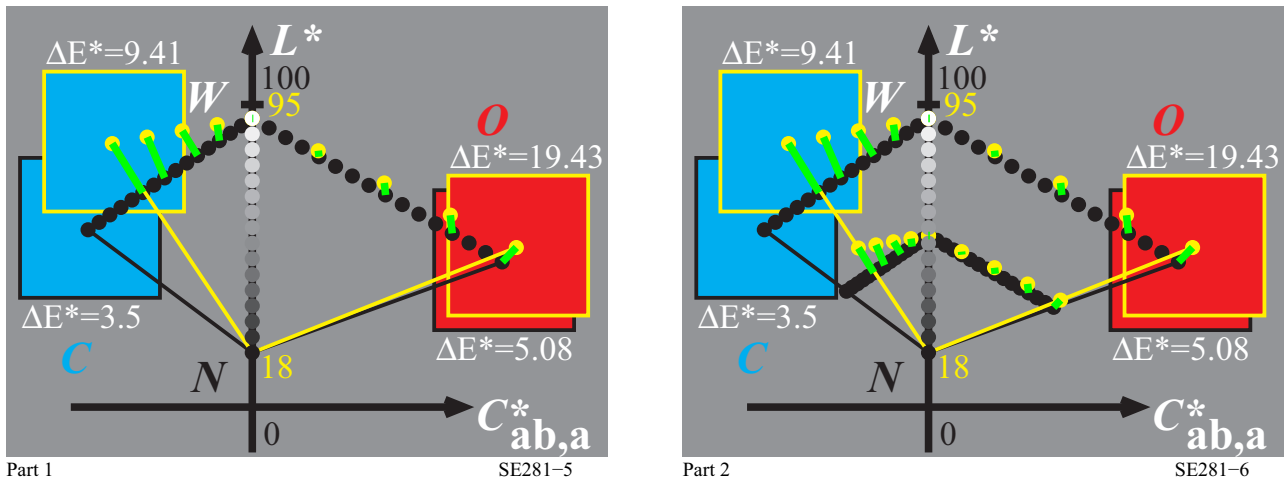 L*
ΔE*=9.41
100
W
95
O
ΔE*=19.43
ΔE*=3.5
ΔE*=5.08
C
N
18
C*ab,a
0
Part 1
SE281−5
L*
ΔE*=9.41
100
W
95
O
ΔE*=19.43
ΔE*=3.5
ΔE*=5.08
C
N
18
C*ab,a
0
Part 2
SE281−6